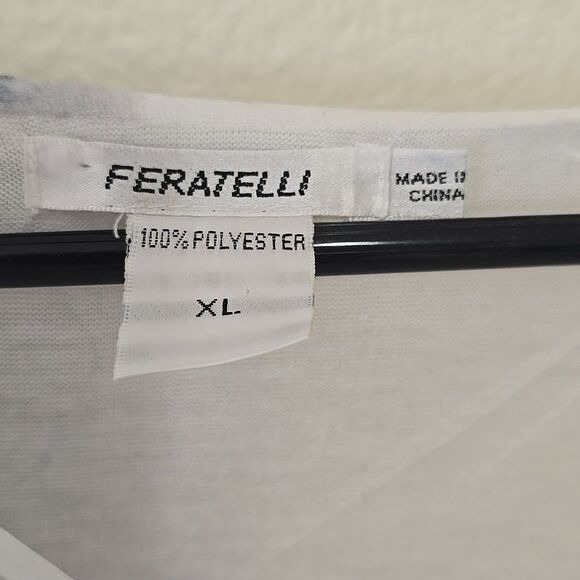 FERATELLI
MADE IN
CHINA
100% POLYESTER
XL